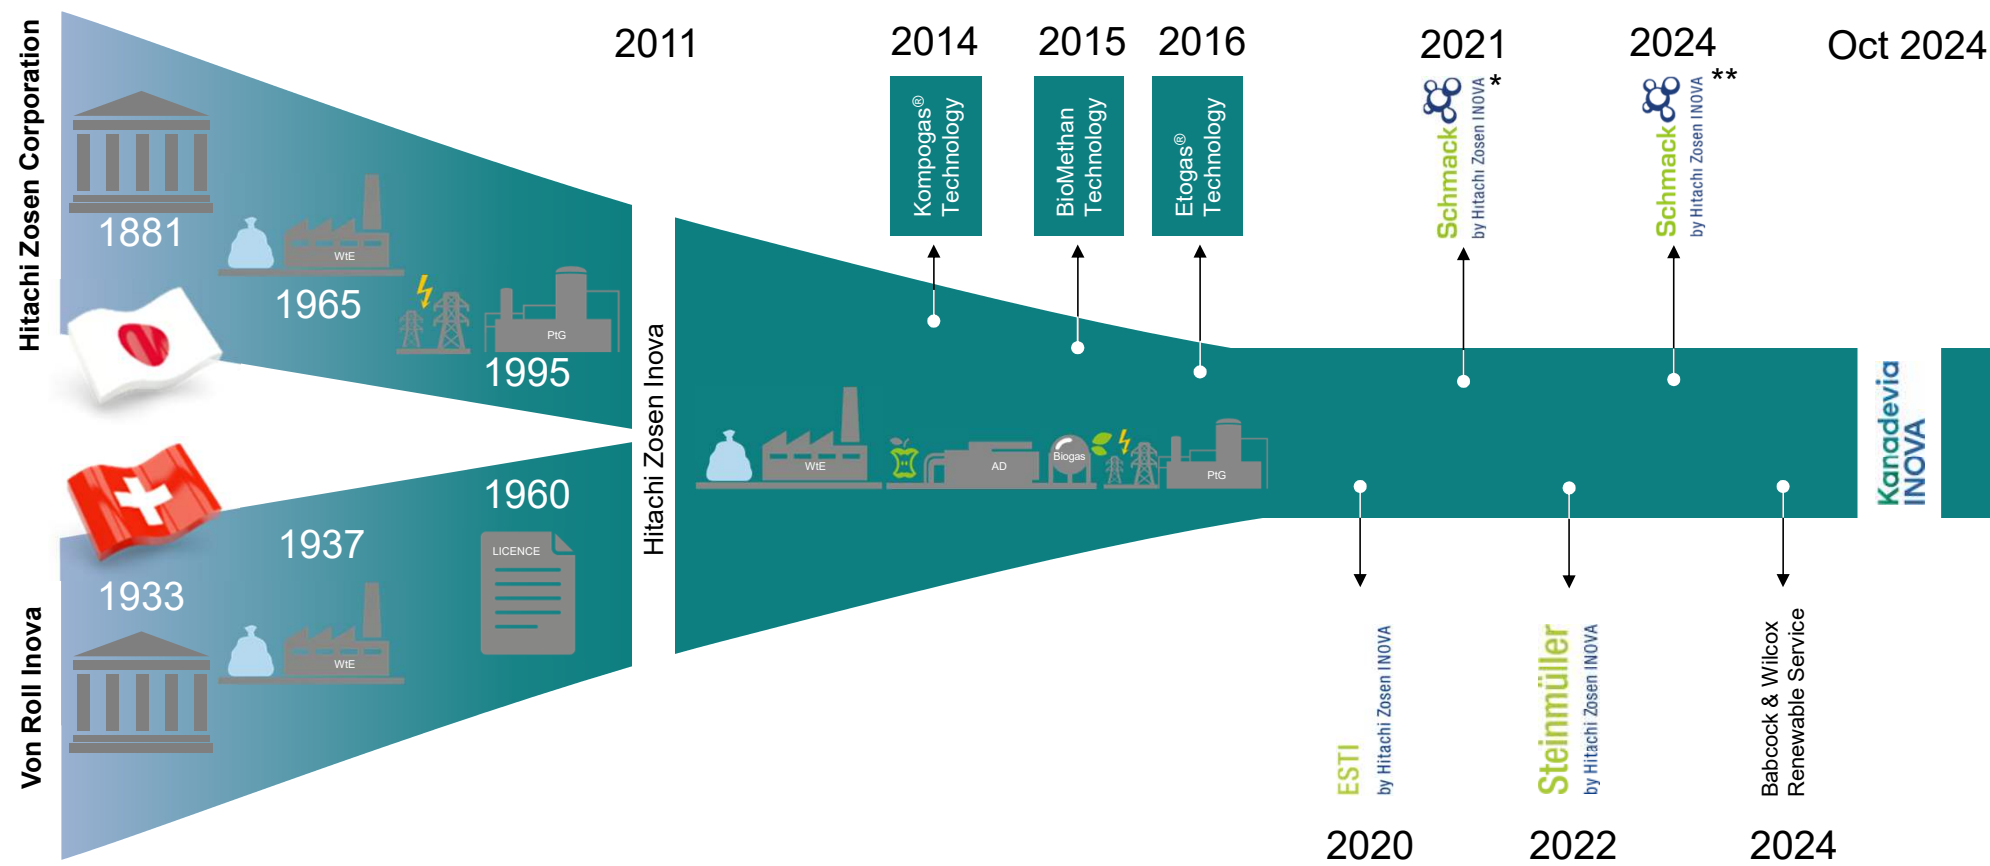 Hitachi Zosen Corporation
1881
WtE
1965
PtG
1995
Von Roll Inova
1933
1937
WtE
1960
LICENCE
2011
Hitachi Zosen Inova
WtE
AD
Biogas
PtG
2014
Kompogas®
Technology
2015
BioMethan
Technology
2016
Etogas®
Technology
2021
Schmack
by Hitachi Zosen INOVA
*
2024
Schmack
by Hitachi Zosen INOVA
**
Oct 2024
Kanadevia
INOVA
ESTI
by Hitachi Zosen INOVA
2020
Steinmüller
by Hitachi Zosen INOVA
2022
Babcock & Wilcox
Renewable Service
2024